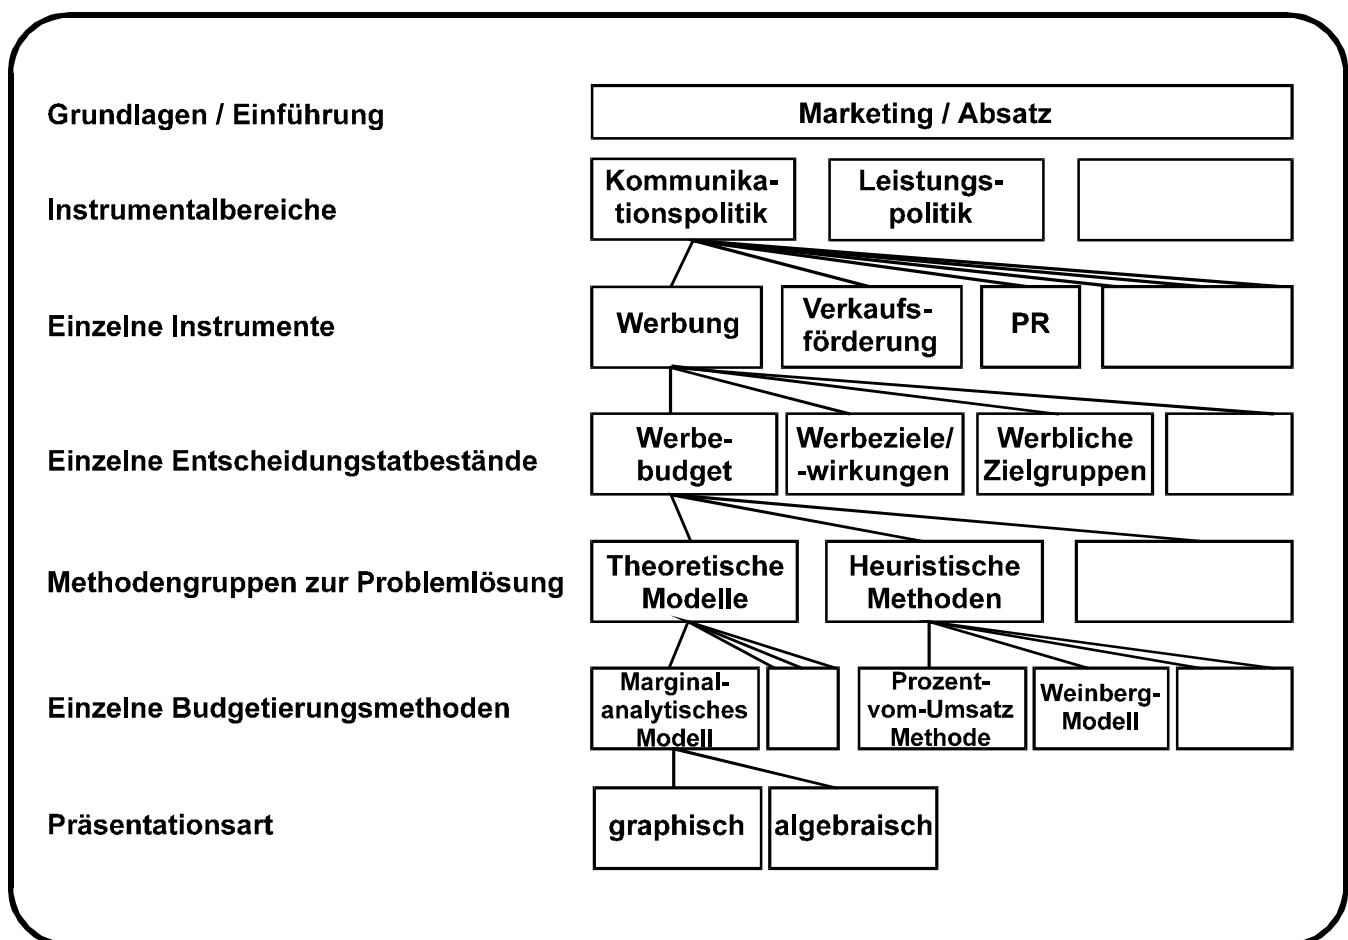 Grundlagen / Einführung
Marketing / Absatz
Instrumentalbereiche
Kommunika-
tionspolitik
Leistungs-
politik
Einzelne Instrumente
Werbung
Verkaufs-
förderung
PR
Einzelne Entscheidungstatbestände
Werbe-
budget
Werbeziele/
-wirkungen
Werbliche
Zielgruppen
Methodengruppen zur Problemlösung
Theoretische
Modelle
Heuristische
Methoden
Einzelne Budgetierungsmethoden
Marginal-
analytisches
Modell
Prozent-
vom-Umsatz
Methode
Weinberg-
Modell
Präsentationsart
graphisch
algebraisch